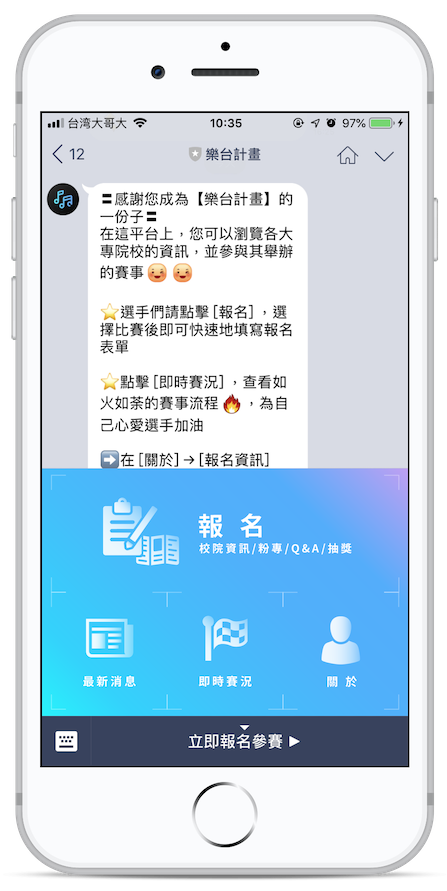 台湾大哥大 10:35 97%
12 樂台計畫
〓感謝您成為【樂台計畫】的
一份子〓
在這平台上，您可以瀏覽各大
專院校的資訊，並參與其舉辦
的賽事
⭐選手們請點擊［報名］，選
擇比賽後即可快速地填寫報名
表單
⭐點擊［即時賽況］，查看如
火如荼的賽事流程🔥，為自
己心愛選手加油
➡️在［關於］→［報名資訊］
報名
校院資訊/粉專/Q&A/抽獎
最新消息 即時賽況 關於
立即報名參賽 ▶